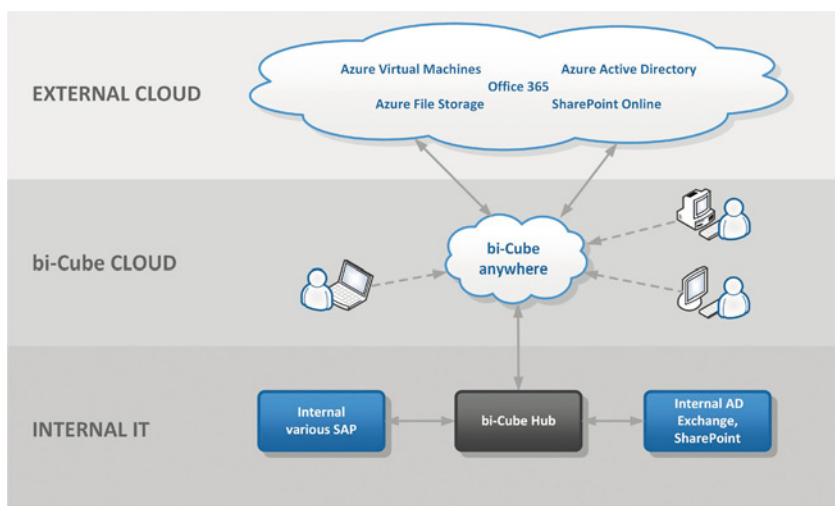 EXTERNAL CLOUD
Azure Virtual Machines
Azure Active Directory
Office 365
Azure File Storage
SharePoint Online
bi-Cube CLOUD
bi-Cube
anywhere
INTERNAL IT
Internal
various SAP
bi-Cube Hub
Internal AD
Exchange,
SharePoint